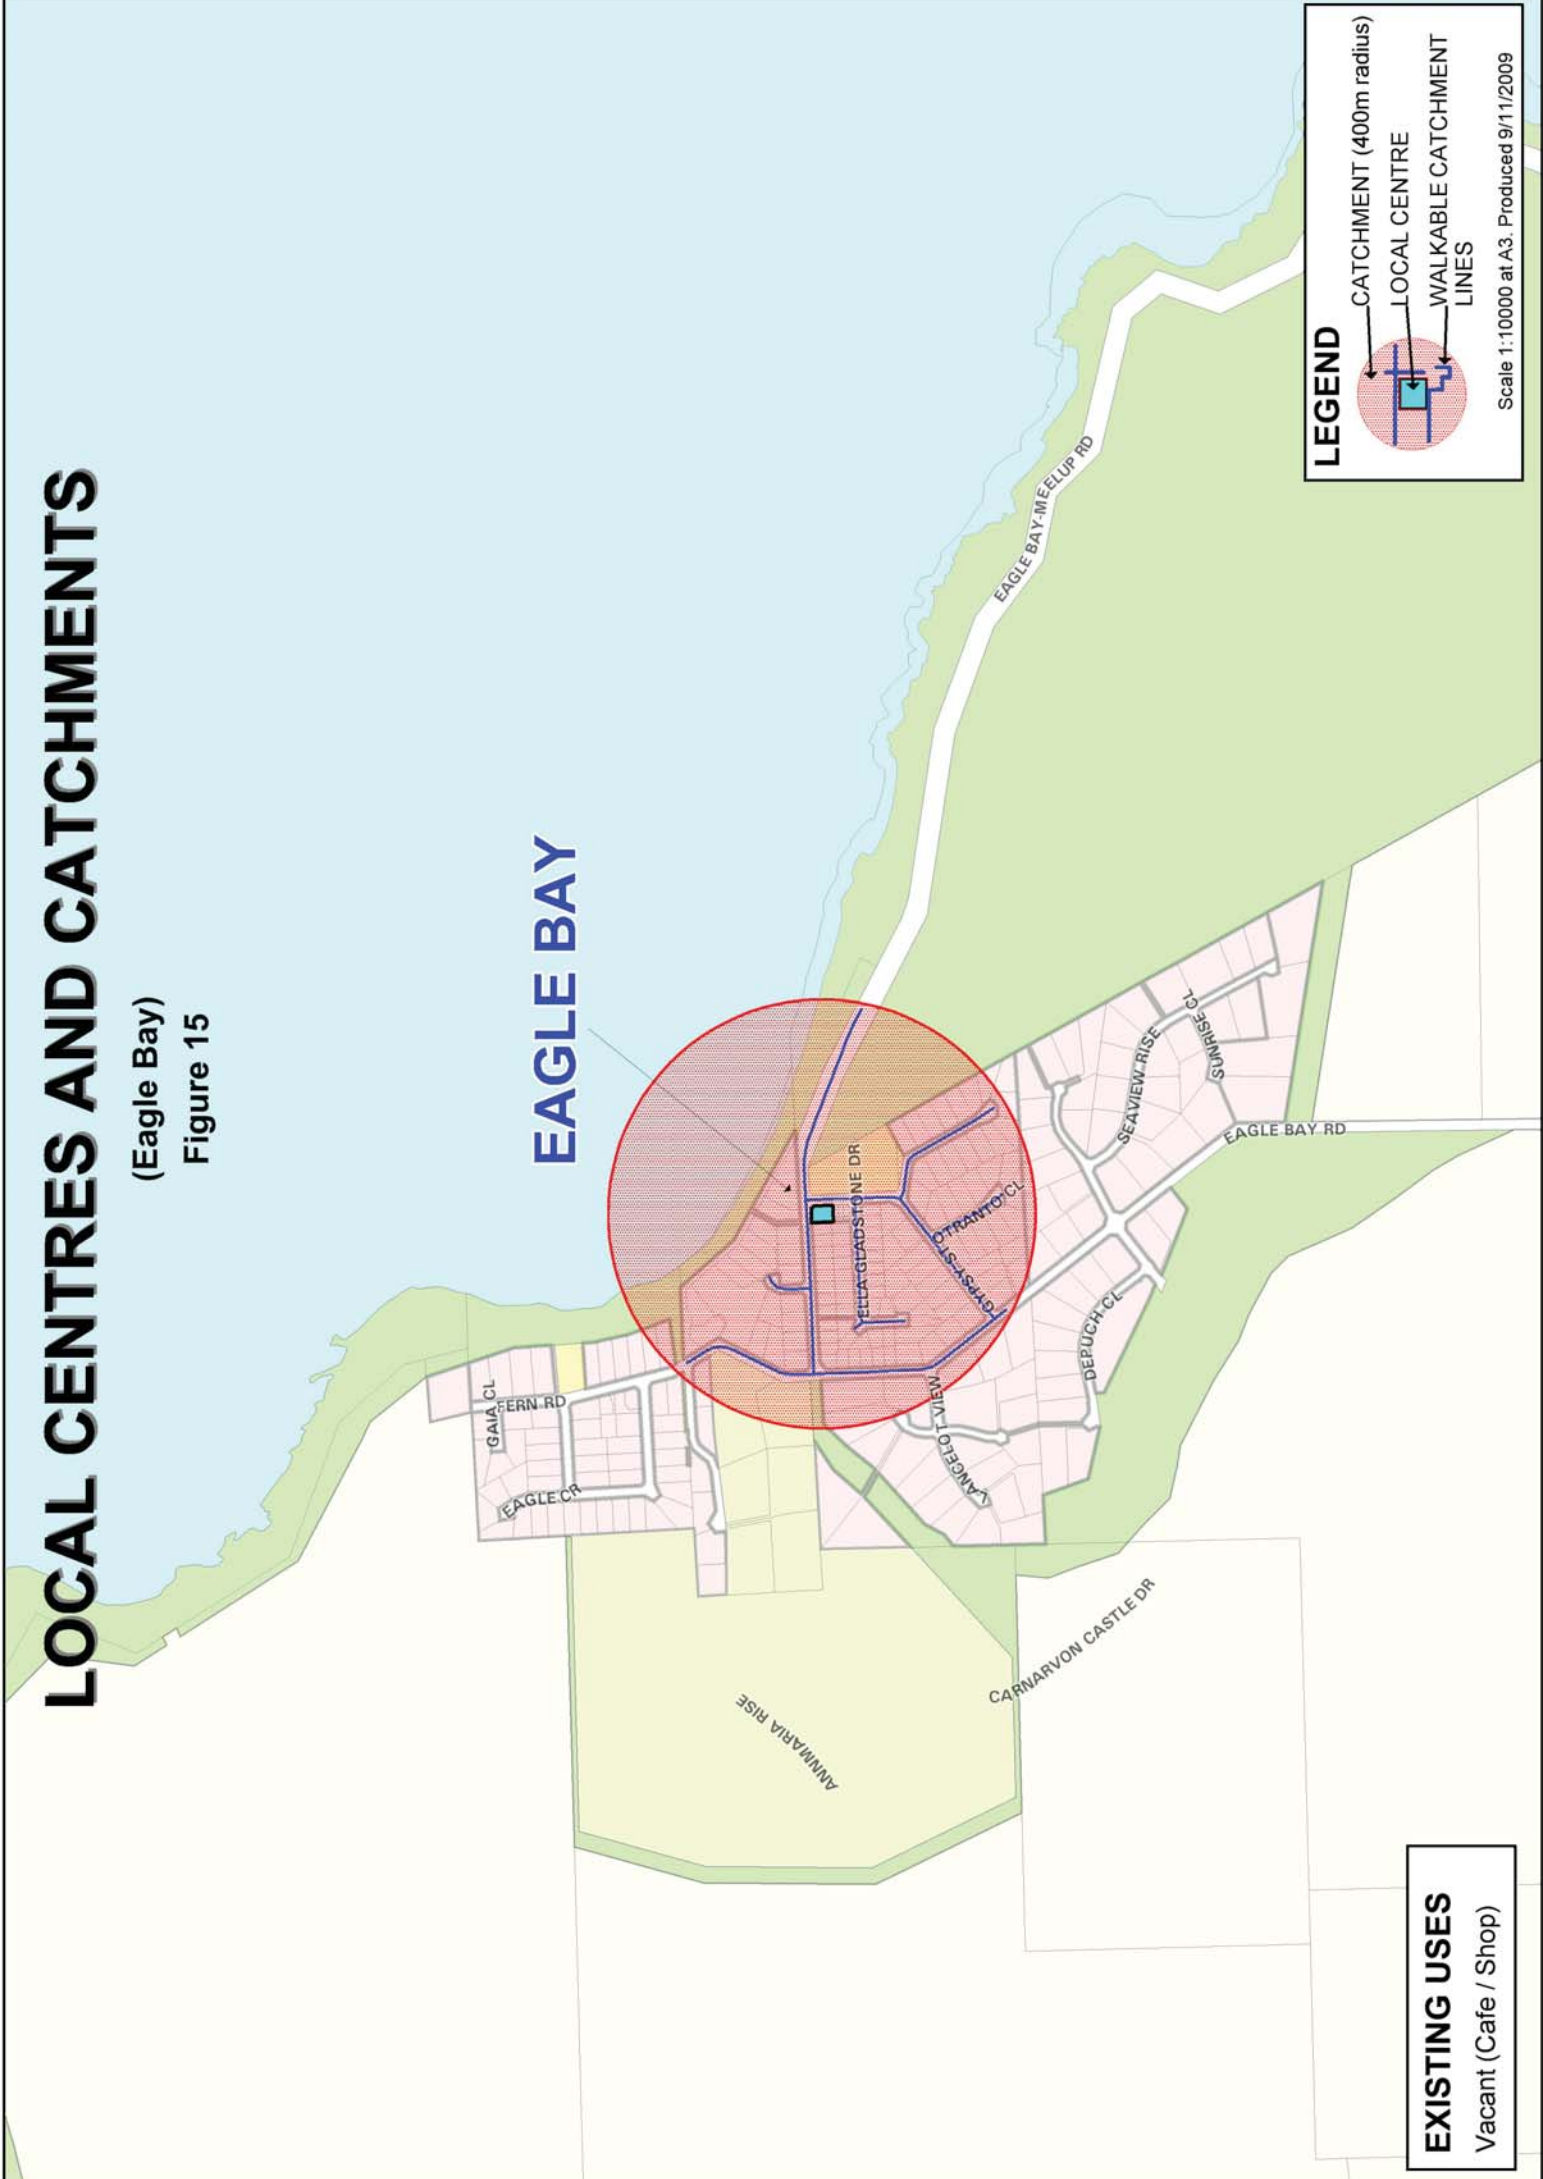 LOCAL CENTRES AND CATCHMENTS
(Eagle Bay)
Figure 15
EAGLE BAY
GAIA CL
FERN RD
EAGLE CR
ELLA GLADSTONE DR
OTRANTO CL
GYPSY ST
LANCELOT VIEW
DEPUCH CL
SEAVIEW RISE
SUNRISE CL
EAGLE BAY RD
EAGLE BAY-MEELUP RD
ANNMARIA RISE
CARNARVON CASTLE DR
EXISTING USES
Vacant (Cafe / Shop)
LEGEND
CATCHMENT (400m radius)
LOCAL CENTRE
WALKABLE CATCHMENT
LINES
Scale 1:10000 at A3. Produced 9/11/2009